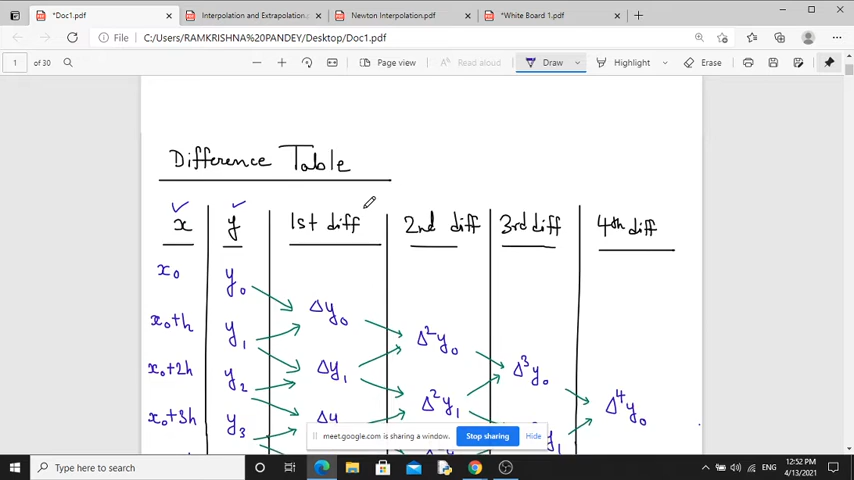 *Doc1.pdf
Interpolation and Extrapolation.
Newton Interpolation.pdf
*White Board 1.pdf
File
C:/Users/RAMKRISHNA%20PANDEY/Desktop/Doc1.pdf
1 of 30
Page view
Read aloud
Draw
Highlight
Erase
Difference Table
x y 1st diff 2nd diff 3rd diff 4th diff
x₀ y₀
Δy₀
x₀+h y₁ Δ²y₀
x₀+2h y₂ Δy₁ Δ³y₀
Δ²y₁ Δ⁴y₀
x₀+3h y₃ Δy
y₁
meet.google.com is sharing a window.
Stop sharing
Hide
Type here to search
ENG
12:52 PM
4/13/2021